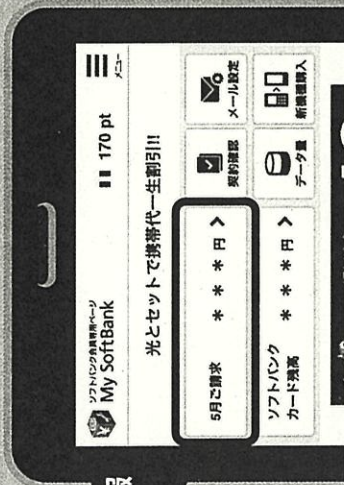 ソフトバンク会員専用ページ
My SoftBank
170 pt
メニュー
光とセットで携帯代一生割引!!
5月ご請求
***円 >
契約確認
メール設定
ソフトバンク
カード残高
***円 >
データ量
新機種購入